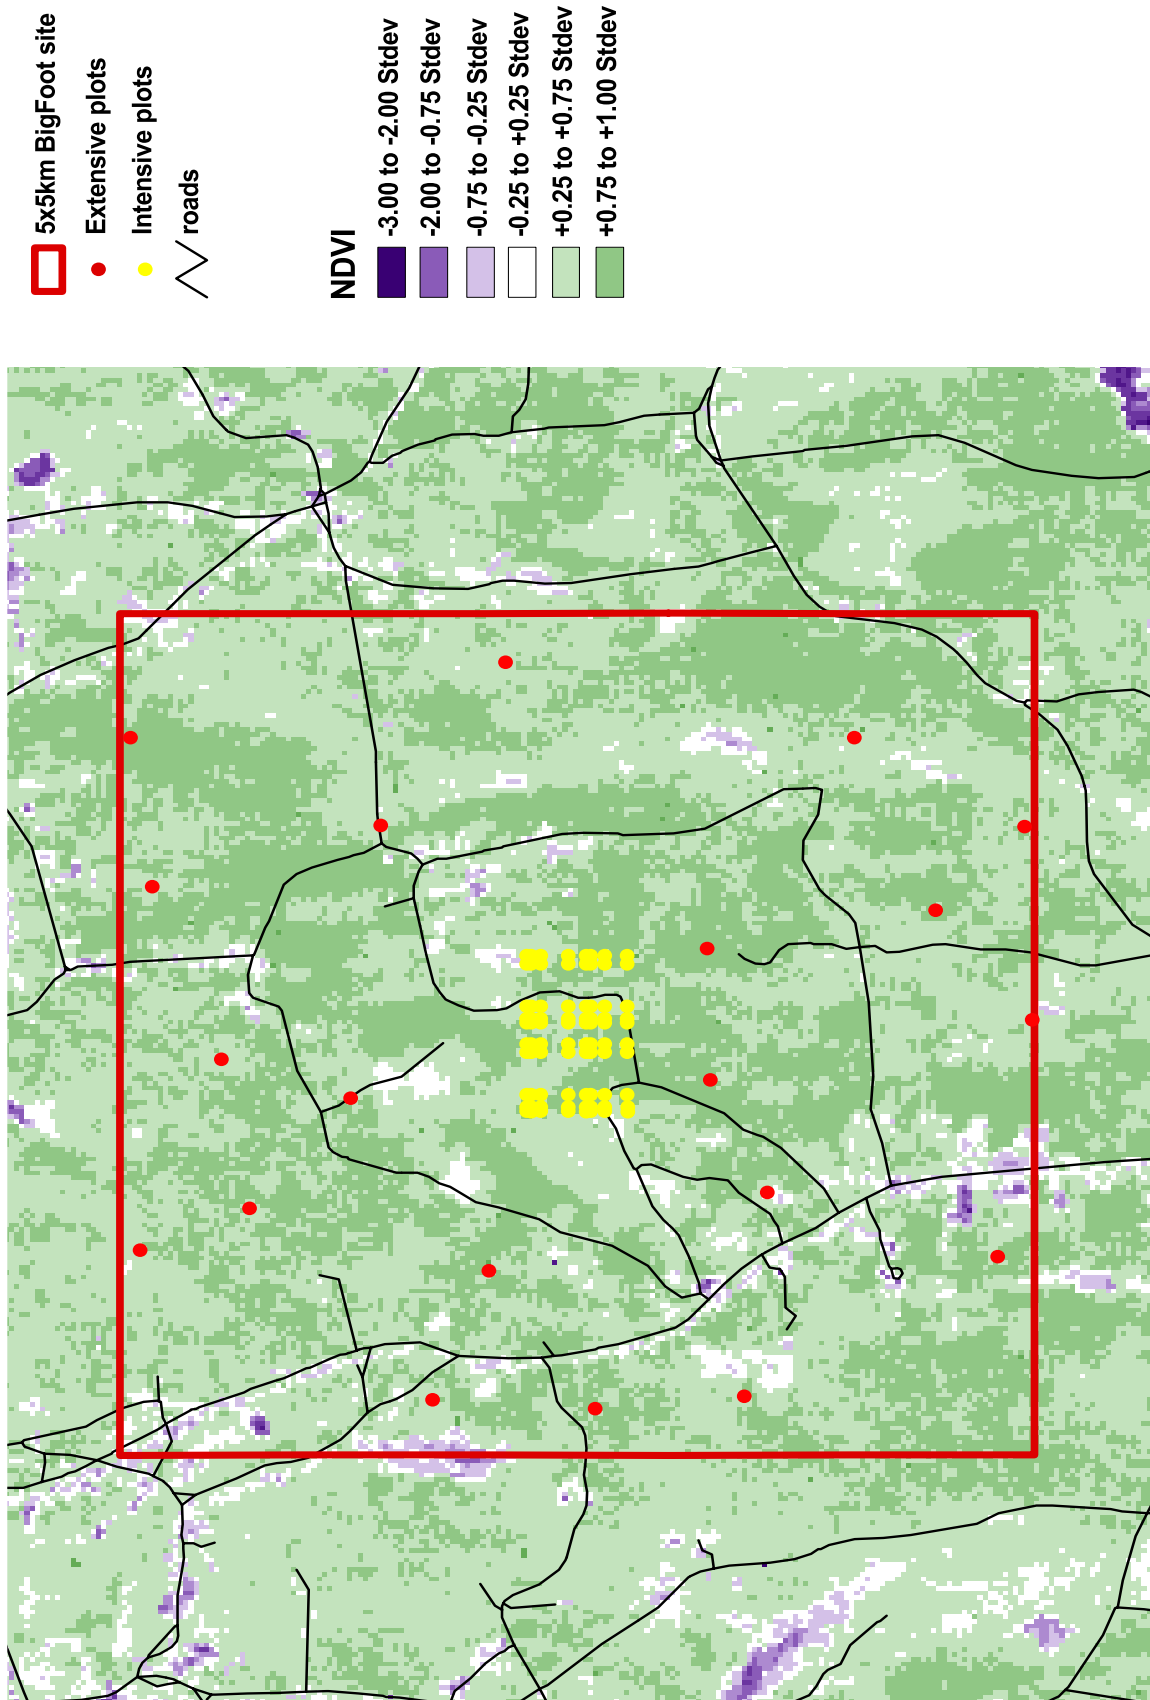 5x5km BigFoot site
Extensive plots
Intensive plots
roads
NDVI
-3.00 to -2.00 Stdev
-2.00 to -0.75 Stdev
-0.75 to -0.25 Stdev
-0.25 to +0.25 Stdev
+0.25 to +0.75 Stdev
+0.75 to +1.00 Stdev